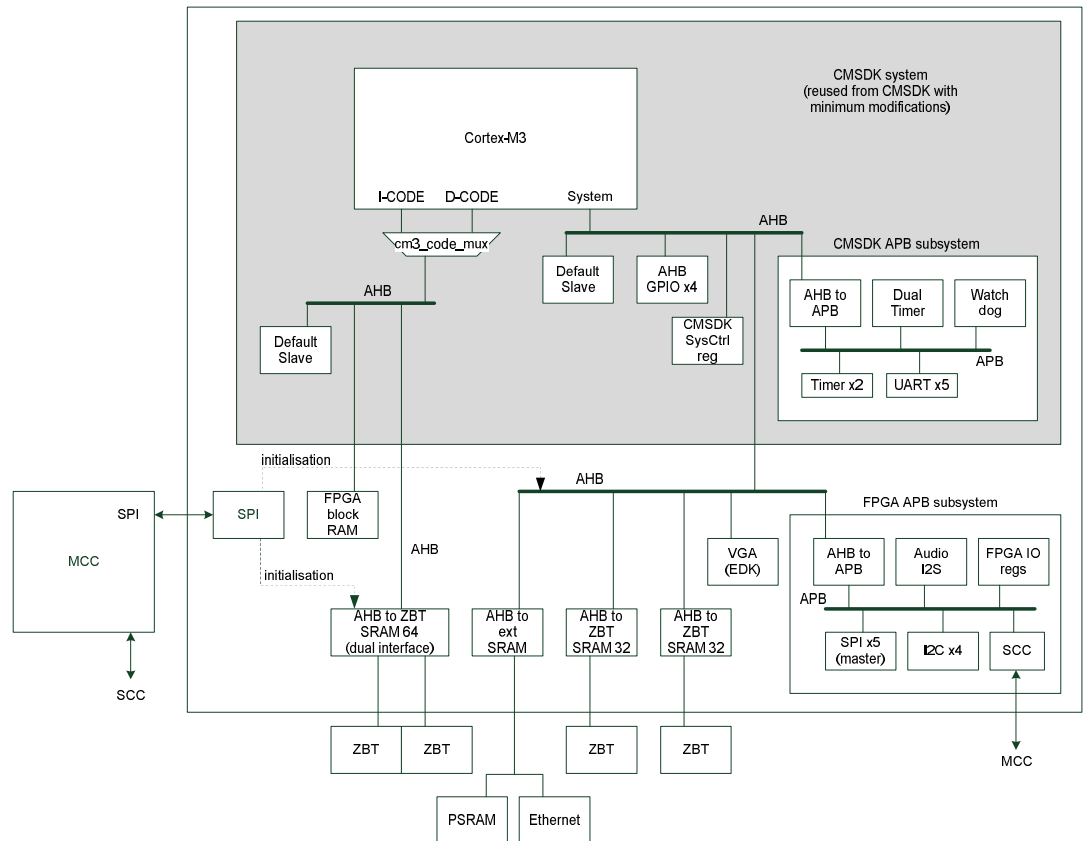 CMSDK system
(reused from CMSDK with
minimum modifications)
Cortex-M3
I-CODE
D-CODE
System
cm3_code_mux
AHB
AHB
Default
Slave
Default
Slave
AHB
GPIO x4
CMSDK
SysCtrl
reg
CMSDK APB subsystem
AHB to
APB
Dual
Timer
Watch
dog
APB
Timer x2
UART x5
initialisation
MCC
SPI
SPI
SCC
FPGA
block
RAM
AHB
AHB
initialisation
AHB to ZBT
SRAM 64
(dual interface)
AHB to
ext
SRAM
AHB to
ZBT
SRAM 32
AHB to
ZBT
SRAM 32
VGA
(EDK)
FPGA APB subsystem
AHB to
APB
Audio
I2S
FPGA IO
regs
APB
SPI x5
(master)
I2C x4
SCC
MCC
ZBT
ZBT
ZBT
ZBT
PSRAM
Ethernet